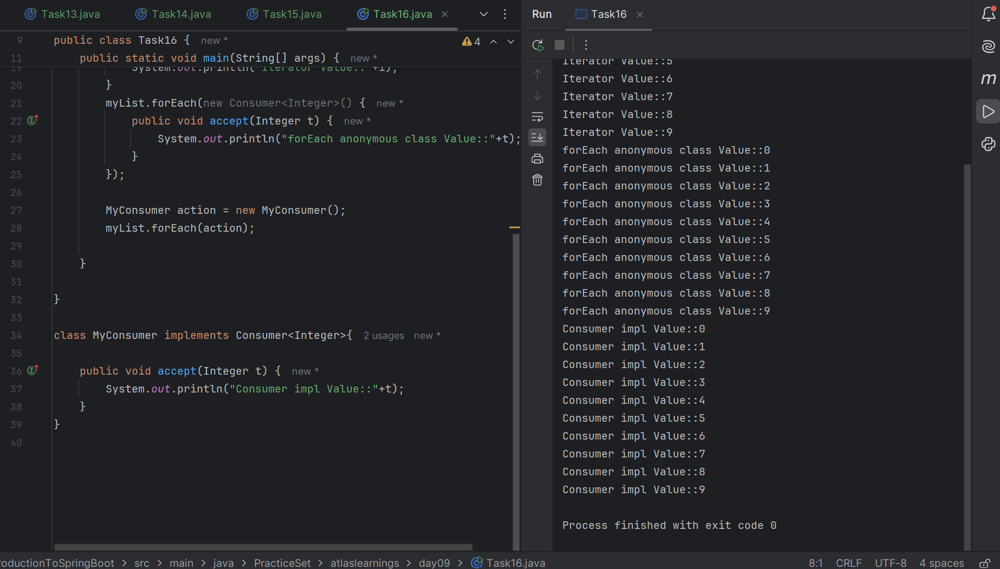 Task13.java Task14.java Task15.java Task16.java
9 public class Task16 { new * 4
11 public static void main(String[] args) { new *
19 System.out.println("Iterator Value::"+i);
20 }
21 myList.forEach(new Consumer<Integer>() { new *
22 public void accept(Integer t) { new *
23 System.out.println("forEach anonymous class Value::"+t);
24 }
25 });
26
27 MyConsumer action = new MyConsumer();
28 myList.forEach(action);
29
30 }
31
32 }
33
34 class MyConsumer implements Consumer<Integer>{ 2 usages new *
35
36 public void accept(Integer t) { new *
37 System.out.println("Consumer impl Value::"+t);
38 }
39 }
40
Run Task16
Iterator Value::5
Iterator Value::6
Iterator Value::7
Iterator Value::8
Iterator Value::9
forEach anonymous class Value::0
forEach anonymous class Value::1
forEach anonymous class Value::2
forEach anonymous class Value::3
forEach anonymous class Value::4
forEach anonymous class Value::5
forEach anonymous class Value::6
forEach anonymous class Value::7
forEach anonymous class Value::8
forEach anonymous class Value::9
Consumer impl Value::0
Consumer impl Value::1
Consumer impl Value::2
Consumer impl Value::3
Consumer impl Value::4
Consumer impl Value::5
Consumer impl Value::6
Consumer impl Value::7
Consumer impl Value::8
Consumer impl Value::9
Process finished with exit code 0
m
roductionToSpringBoot > src > main > java > PracticeSet > atlaslearnings > day09 > Task16.java
8:1 CRLF UTF-8 4 spaces